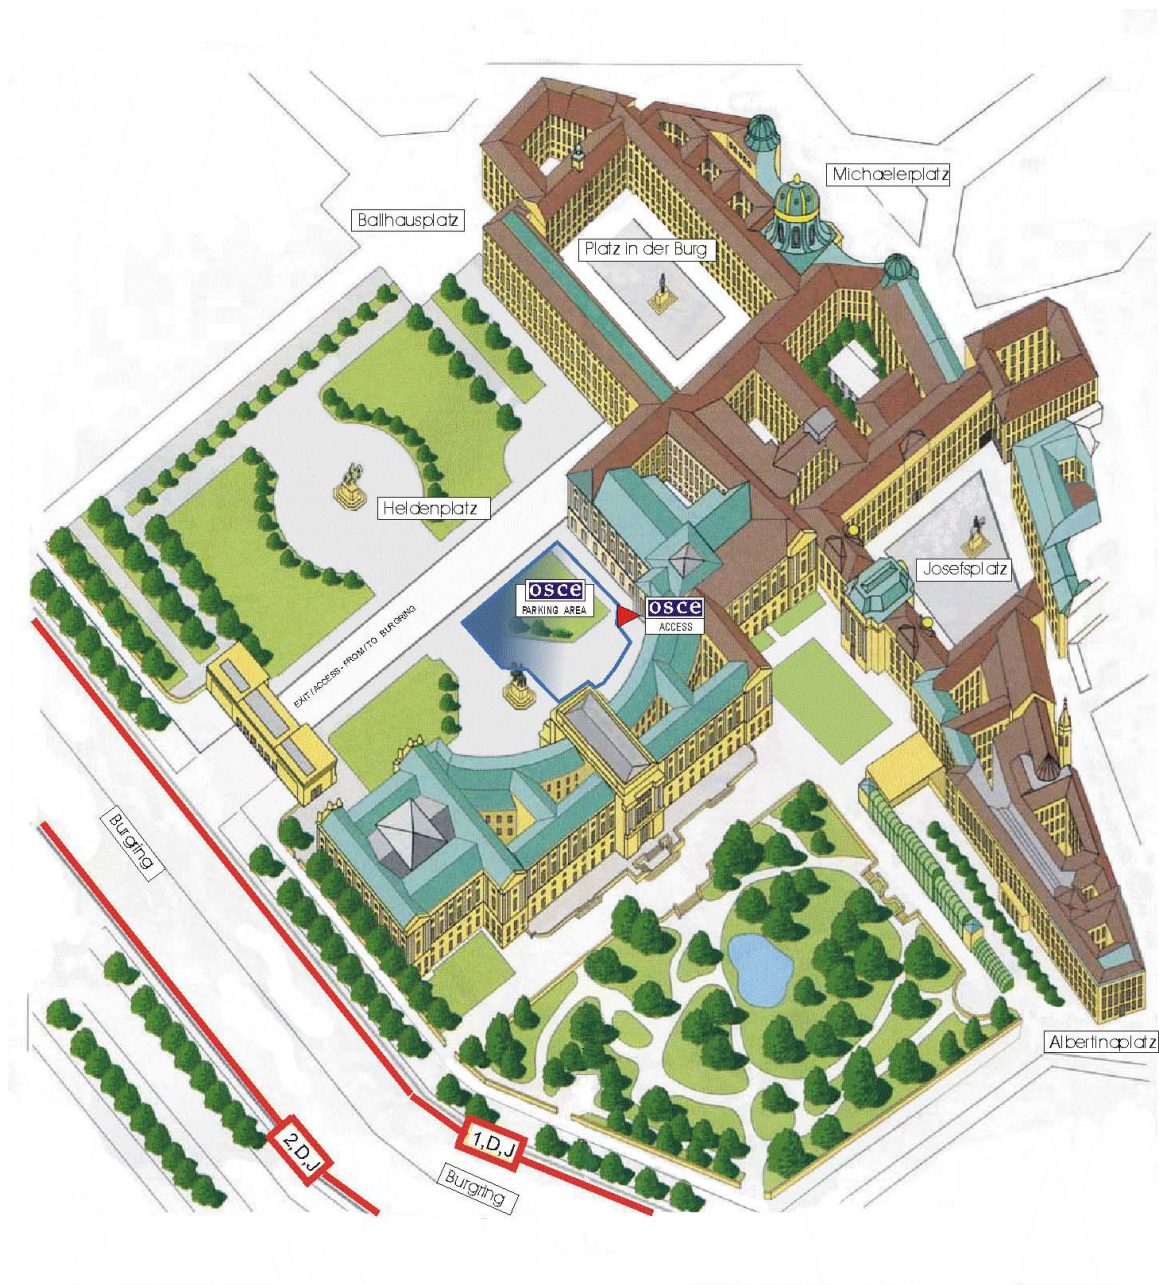 Michaelerplatz
Ballhausplatz
Platz in der Burg
Heldenplatz
Josefsplatz
osce
PARKING AREA
osce
ACCESS
EXIT/ACCESS - FROM/TO BURGRING
Burgring
Albertinaplatz
2,D,J
1,D,J
Burgring